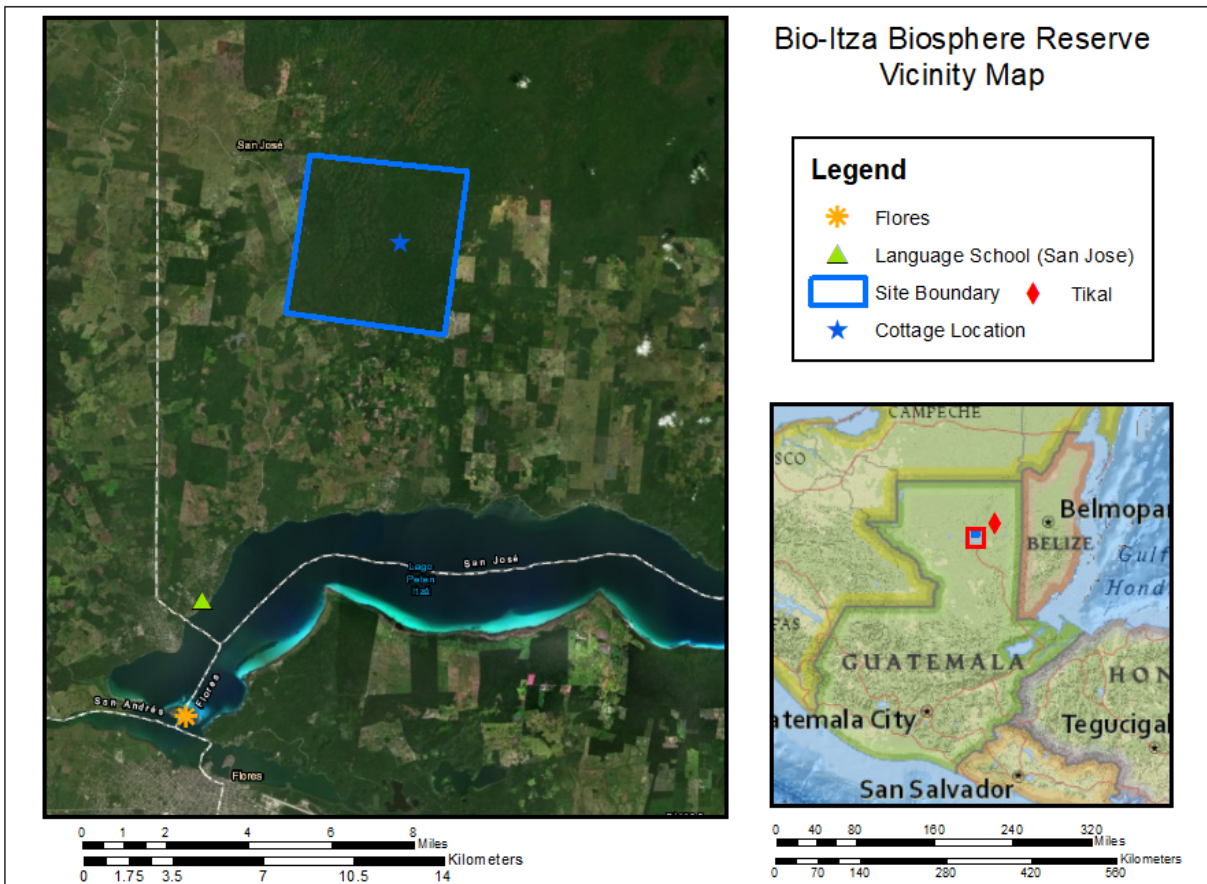 Bio-Itza Biosphere Reserve
Vicinity Map
Legend
Flores
Language School (San Jose)
Site Boundary
Tikal
Cottage Location
San José
San José
Lago
Peten
Itzá
San Andrés
Flores
Flores
0 1 2 4 6 8
Miles
Kilometers
0 1.75 3.5 7 10.5 14
CAMPECHE
SCO
Belmopa
BELIZE
Gulf
Hond
FAS
GUATEMALA
HON
atemala City
Tegucigal
San Salvador
0 40 80 160 240 320
Miles
Kilometers
0 70 140 280 420 560